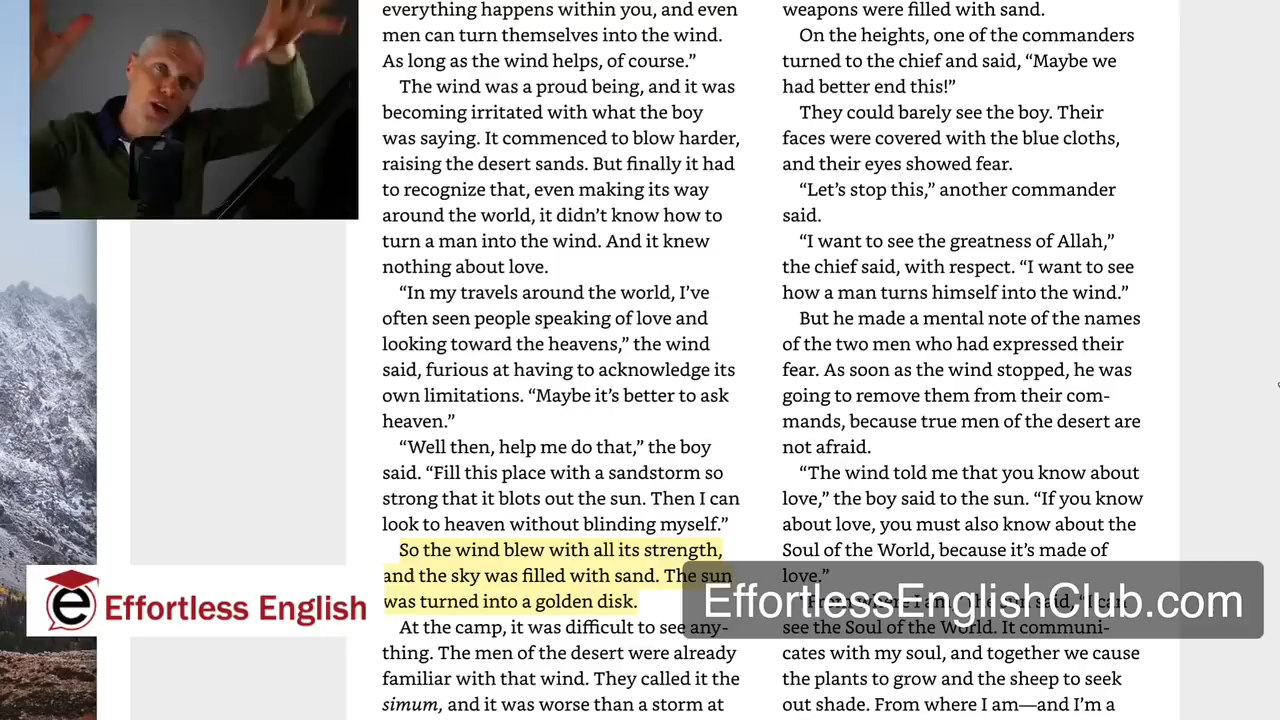 everything happens within you, and even
men can turn themselves into the wind.
As long as the wind helps, of course.”
The wind was a proud being, and it was
becoming irritated with what the boy
was saying. It commenced to blow harder,
raising the desert sands. But finally it had
to recognize that, even making its way
around the world, it didn’t know how to
turn a man into the wind. And it knew
nothing about love.
“In my travels around the world, I’ve
often seen people speaking of love and
looking toward the heavens,” the wind
said, furious at having to acknowledge its
own limitations. “Maybe it’s better to ask
heaven.”
“Well then, help me do that,” the boy
said. “Fill this place with a sandstorm so
strong that it blots out the sun. Then I can
look to heaven without blinding myself.”
So the wind blew with all its strength,
and the sky was filled with sand. The sun
was turned into a golden disk.
At the camp, it was difficult to see any-
thing. The men of the desert were already
familiar with that wind. They called it the
simum, and it was worse than a storm at
weapons were filled with sand.
On the heights, one of the commanders
turned to the chief and said, “Maybe we
had better end this!”
They could barely see the boy. Their
faces were covered with the blue cloths,
and their eyes showed fear.
“Let’s stop this,” another commander
said.
“I want to see the greatness of Allah,”
the chief said, with respect. “I want to see
how a man turns himself into the wind.”
But he made a mental note of the names
of the two men who had expressed their
fear. As soon as the wind stopped, he was
going to remove them from their com-
mands, because true men of the desert are
not afraid.
“The wind told me that you know about
love,” the boy said to the sun. “If you know
about love, you must also know about the
Soul of the World, because it’s made of
love.”
“From where I am,” the sun said, “I can
see the Soul of the World. It communi-
cates with my soul, and together we cause
the plants to grow and the sheep to seek
out shade. From where I am—and I’m a
e Effortless English
EffortlessEnglishClub.com